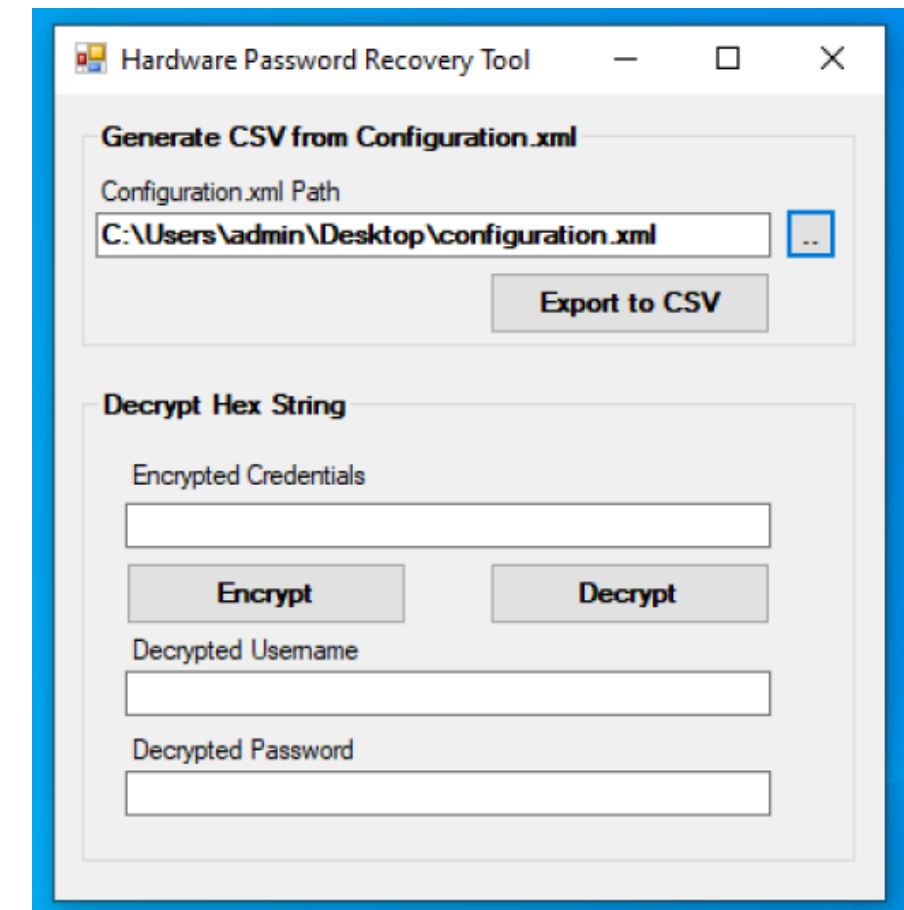 Hardware Password Recovery Tool
Generate CSV from Configuration.xml
Configuration.xml Path
C:\Users\admin\Desktop\configuration.xml
..
Export to CSV
Decrypt Hex String
Encrypted Credentials
Encrypt Decrypt
Decrypted Username
Decrypted Password